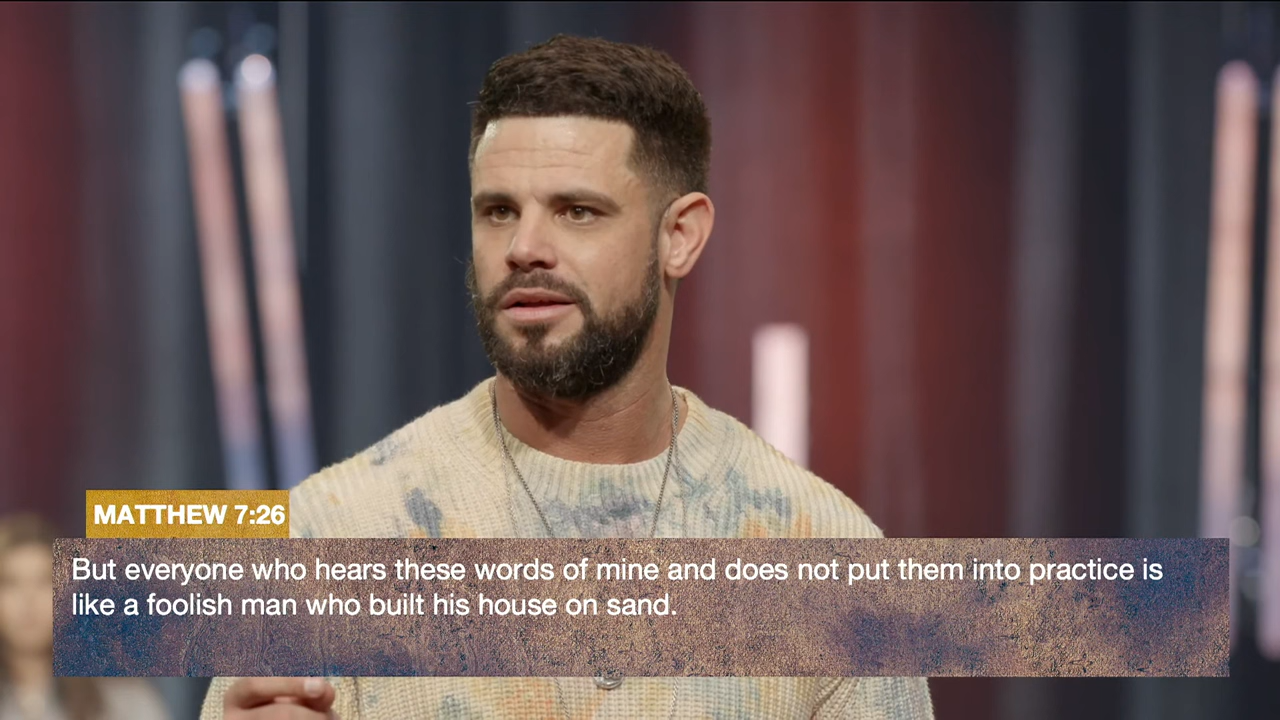 MATTHEW 7:26
But everyone who hears these words of mine and does not put them into practice is
like a foolish man who built his house on sand.